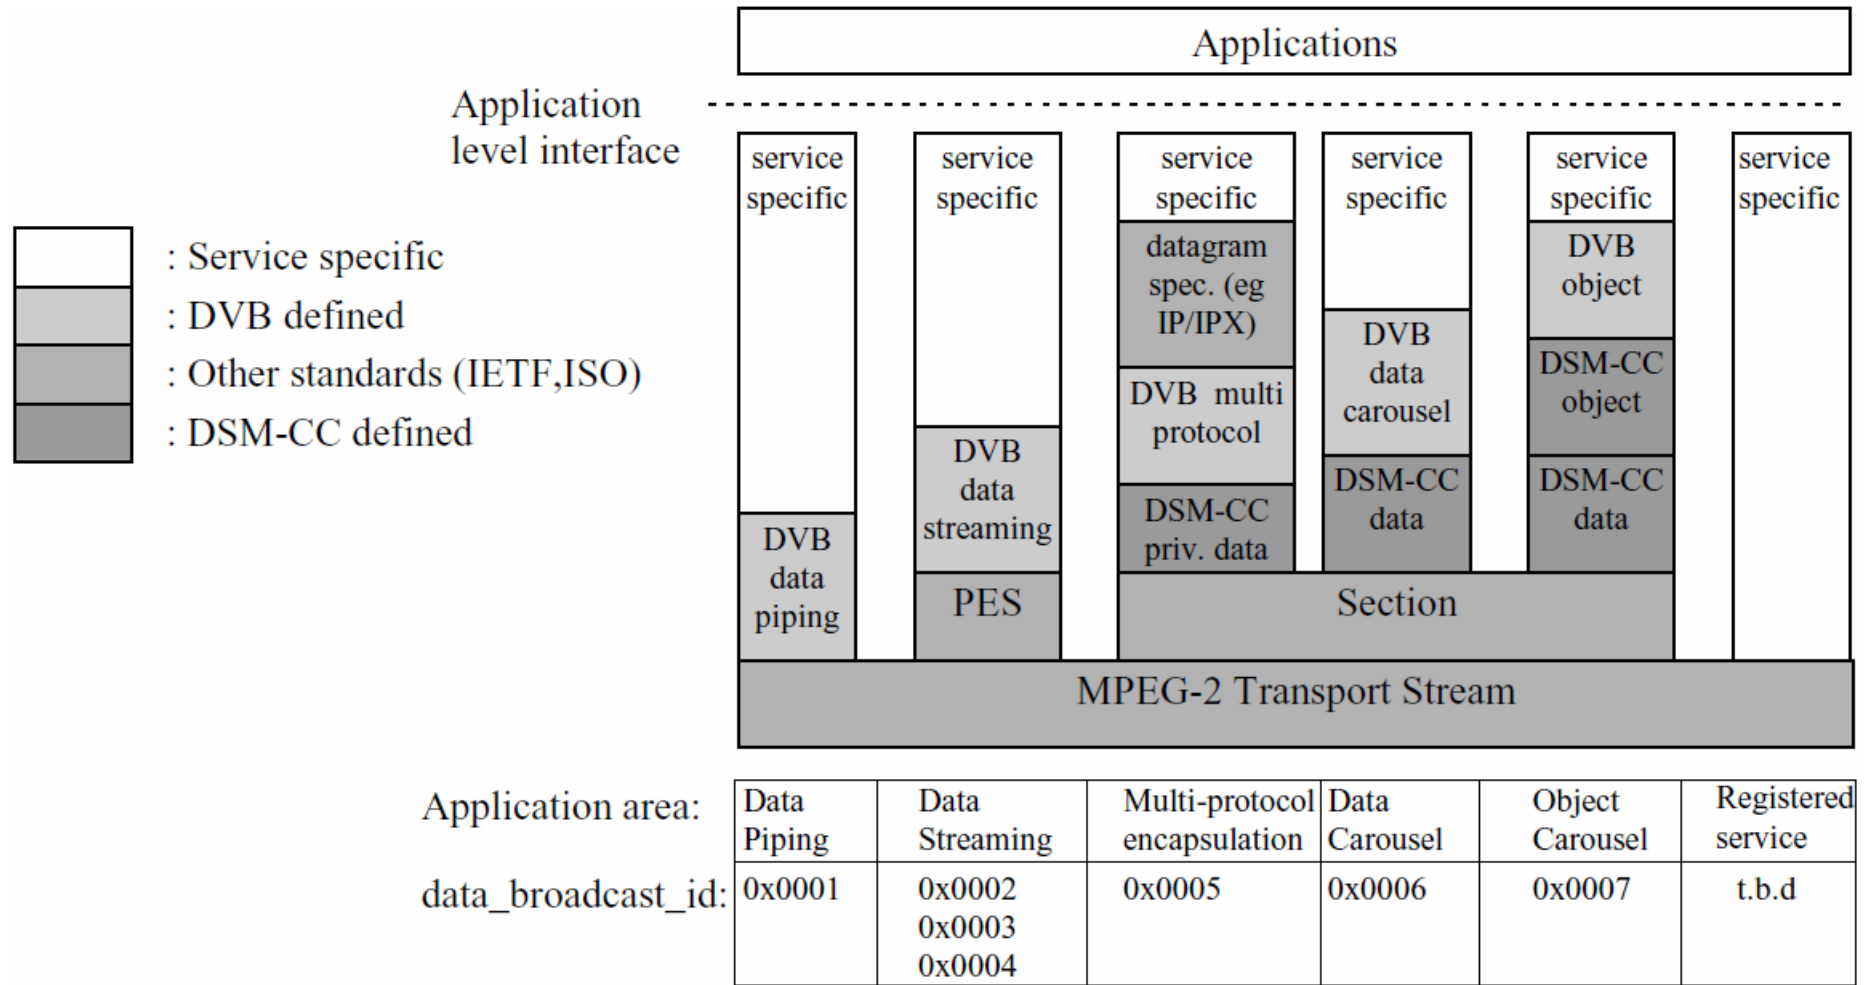 Applications
Application
level interface
service
specific
service
specific
service
specific
service
specific
service
specific
service
specific
: Service specific
: DVB defined
: Other standards (IETF,ISO)
: DSM-CC defined
DVB
data
piping
DVB
data
streaming
PES
datagram
spec. (eg
IP/IPX)
DVB multi
protocol
DSM-CC
priv. data
DVB
data
carousel
DSM-CC
data
DVB
object
DSM-CC
object
DSM-CC
data
Section
MPEG-2 Transport Stream
Application area:
Data
Piping
Data
Streaming
Multi-protocol
encapsulation
Data
Carousel
Object
Carousel
Registered
service
data_broadcast_id:
0x0001
0x0002
0x0003
0x0004
0x0005
0x0006
0x0007
t.b.d